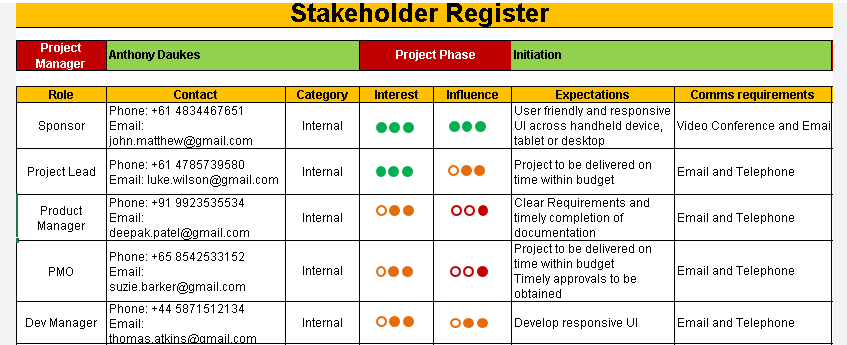 Stakeholder Register
Project Manager Anthony Daukes Project Phase Initiation
Role Contact Category Interest Influence Expectations Comms requirements
Sponsor
Phone: +61 4834467651
Email:
john.matthew@gmail.com
Internal
User friendly and responsive
UI across handheld device,
tablet or desktop
Video Conference and Emai
Project Lead
Phone: +61 4785739580
Email: luke.wilson@gmail.com
Internal
Project to be delivered on
time within budget
Email and Telephone
Product
Manager
Phone: +91 9923535534
Email:
deepak.patel@gmail.com
Internal
Clear Requirements and
timely completion of
documentation
Email and Telephone
PMO
Phone: +65 8542533152
Email:
suzie.barker@gmail.com
Internal
Project to be delivered on
time within budget
Timely approvals to be
obtained
Email and Telephone
Dev Manager
Phone: +44 5871512134
Email:
thomas.atkins@gmail.com
Internal
Develop responsive UI
Email and Telephone